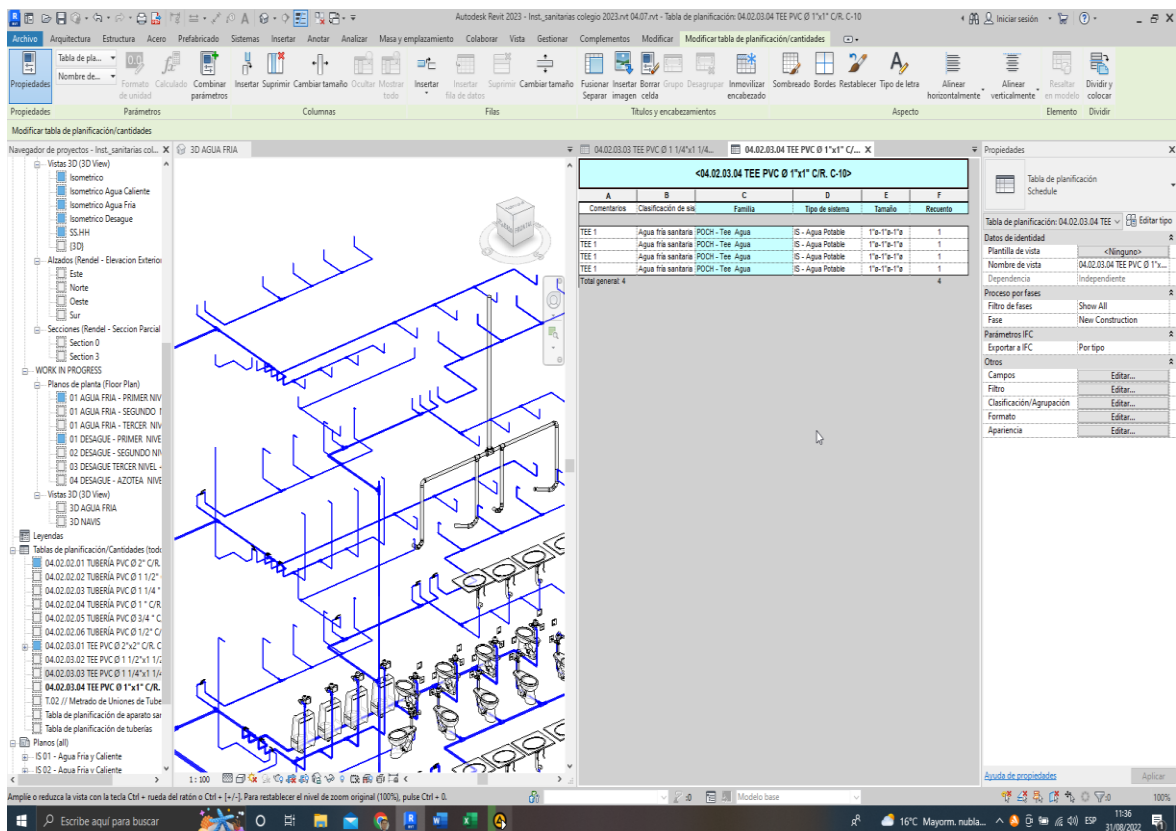 Autodesk Revit 2023 - Inst_sanitarias colegio 2023.rvt 04.07.rvt - Tabla de planificación: 04.02.03.04 TEE PVC Ø 1"x1" C/R. C-10
Iniciar sesión
Archivo Arquitectura Estructura Acero Prefabricado Sistemas Insertar Anotar Analizar Masa y emplazamiento Colaborar Vista Gestionar Complementos Modificar Modificar tabla de planificación/cantidades
Tabla de pla...
Nombre de...
Propiedades
Formato de unidad
Calculado
Combinar parámetros
Insertar Suprimir Cambiar tamaño Ocultar Mostrar todo
Insertar
Insertar fila de datos
Suprimir Cambiar tamaño
Fusionar Separar
Insertar imagen
Borrar celda
Grupo Desagrupar
Inmovilizar encabezado
Sombreado Bordes Restablecer Tipo de letra
Alinear horizontalmente
Alinear verticalmente
Resaltar en modelo
Dividir y colocar
Propiedades Parámetros Columnas Filas Títulos y encabezamientos Aspecto Elemento Dividir
Modificar tabla de planificación/cantidades
Navegador de proyectos - Inst_sanitarias col... X
3D AGUA FRIA
04.02.03.03 TEE PVC Ø 1 1/4"x1 1/4...
04.02.03.04 TEE PVC Ø 1"x1" C/... X
Propiedades X
Vistas 3D (3D View)
Isometrico
Isometrico Agua Caliente
Isometrico Agua Fria
Isometrico Desague
SS.HH
{3D}
Alzados (Rendel - Elevacion Exterior
Este
Norte
Oeste
Sur
Secciones (Rendel - Seccion Parcial
Section 0
Section 3
WORK IN PROGRESS
Planos de planta (Floor Plan)
01 AGUA FRIA - PRIMER NIV
01 AGUA FRIA - SEGUNDO
01 AGUA FRIA - TERCER NIV
01 DESAGUE - PRIMER NIVE
02 DESAGUE - SEGUNDO NIV
03 DESAGUE TERCER NIVEL -
04 DESAGUE - AZOTEA NIVE
Vistas 3D (3D View)
3D AGUA FRIA
3D NAVIS
Leyendas
Tablas de planificación/Cantidades (todo
04.02.02.01 TUBERÍA PVC Ø 2" C/R.
04.02.02.02 TUBERÍA PVC Ø 1 1/2"
04.02.02.03 TUBERÍA PVC Ø 1 1/4 "
04.02.02.04 TUBERÍA PVC Ø 1 " C/R
04.02.02.05 TUBERÍA PVC Ø 3/4 " C
04.02.02.06 TUBERÍA PVC Ø 1/2" C/
04.02.03.01 TEE PVC Ø 2"x2" C/R. C
04.02.03.02 TEE PVC Ø 1 1/2"x1 1/2
04.02.03.03 TEE PVC Ø 1 1/4"x1 1/4
04.02.03.04 TEE PVC Ø 1"x1" C/R.
T.02 // Metrado de Uniones de Tube
Tabla de planificación de aparato sar
Tabla de planificación de tuberías
Planos (all)
IS 01 - Agua Fria y Caliente
IS 02 - Agua Fria y Caliente
<04.02.03.04 TEE PVC Ø 1"x1" C/R. C-10>
A B C D E F
Comentarios Clasificación de sis Familia Tipo de sistema Tamaño Recuento
TEE 1 Agua fría sanitaria POCH - Tee Agua IS - Agua Potable 1"ø-1"ø-1"ø 1
TEE 1 Agua fría sanitaria POCH - Tee Agua IS - Agua Potable 1"ø-1"ø-1"ø 1
TEE 1 Agua fría sanitaria POCH - Tee Agua IS - Agua Potable 1"ø-1"ø-1"ø 1
TEE 1 Agua fría sanitaria POCH - Tee Agua IS - Agua Potable 1"ø-1"ø-1"ø 1
Total general: 4 4
Tabla de planificación
Schedule
Tabla de planificación: 04.02.03.04 TEE Editar tipo
Datos de identidad
Plantilla de vista <Ninguno>
Nombre de vista 04.02.03.04 TEE PVC Ø 1"x...
Dependencia Independiente
Proceso por fases
Filtro de fases Show All
Fase New Construction
Parámetros IFC
Exportar a IFC Por tipo
Otros
Campos Editar...
Filtro Editar...
Clasificación/Agrupación Editar...
Formato Editar...
Apariencia Editar...
Ayuda de propiedades Aplicar
1 : 100
Amplíe o reduzca la vista con la tecla Ctrl + rueda del ratón o Ctrl + [+/-]. Para restablecer el nivel de zoom original (100%), pulse Ctrl + 0.
:0 Modelo base :0 100%
Escribe aquí para buscar
16°C Mayorm. nubla... ESP 11:36
31/08/2022